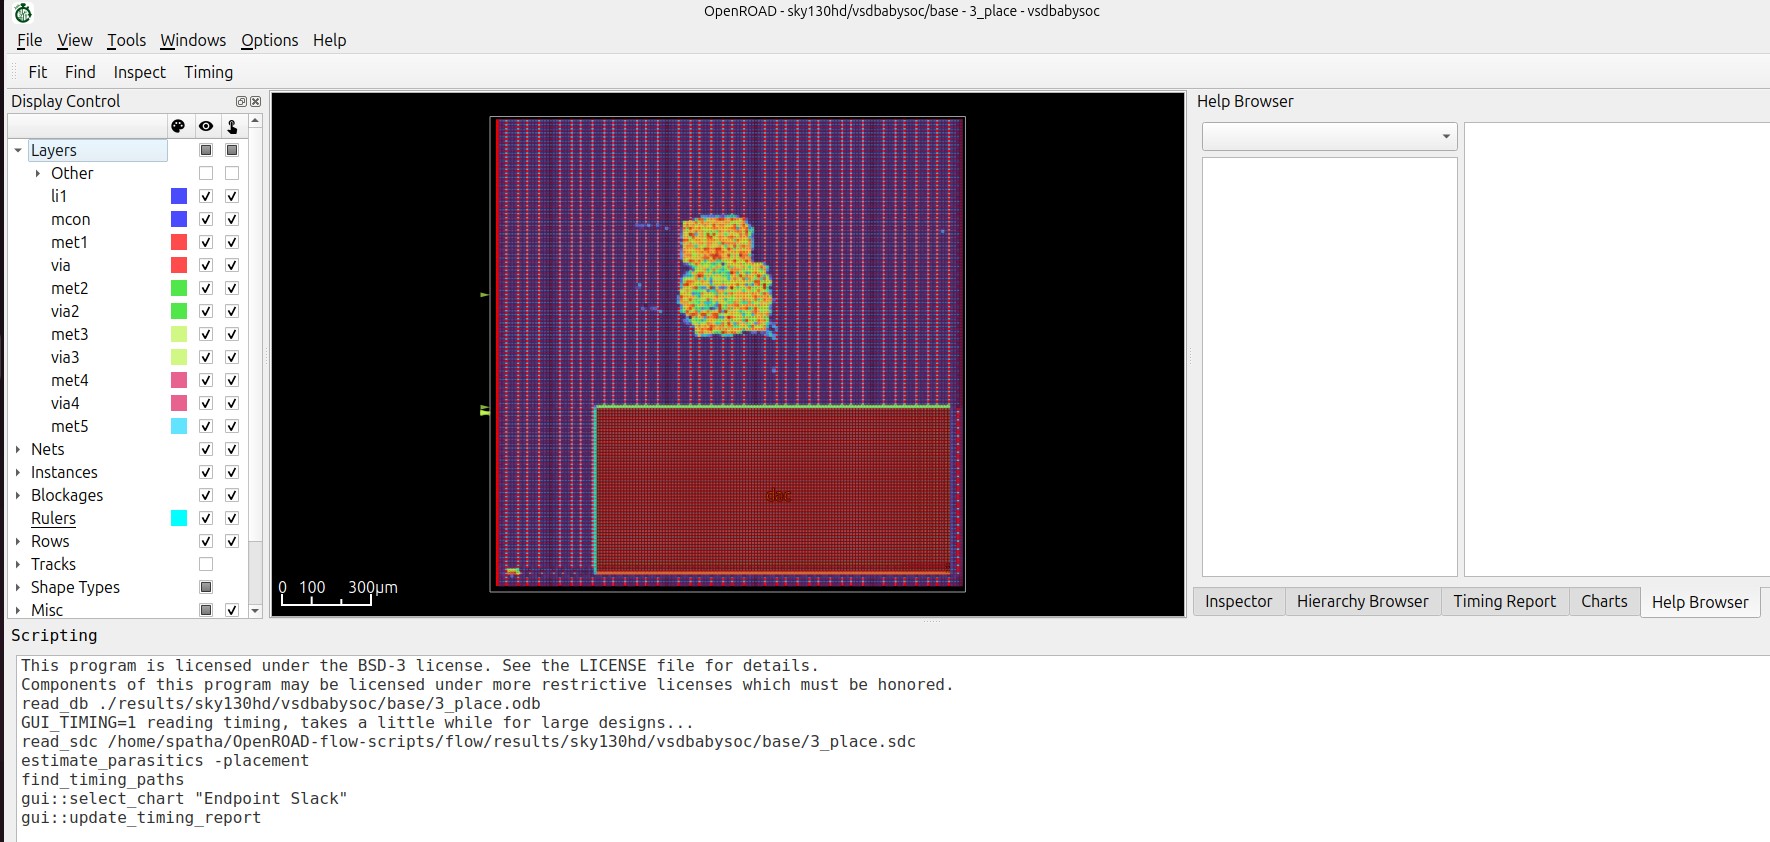 OpenROAD - sky130hd/vsdbabysoc/base - 3_place - vsdbabysoc
File View Tools Windows Options Help
Fit Find Inspect Timing
Display Control
Layers
Other
li1
mcon
met1
via
met2
via2
met3
via3
met4
via4
met5
Nets
Instances
Blockages
Rulers
Rows
Tracks
Shape Types
Misc
dac
0 100 300μm
Help Browser
Inspector Hierarchy Browser Timing Report Charts Help Browser
Scripting
This program is licensed under the BSD-3 license. See the LICENSE file for details.
Components of this program may be licensed under more restrictive licenses which must be honored.
read_db ./results/sky130hd/vsdbabysoc/base/3_place.odb
GUI_TIMING=1 reading timing, takes a little while for large designs...
read_sdc /home/spatha/OpenROAD-flow-scripts/flow/results/sky130hd/vsdbabysoc/base/3_place.sdc
estimate_parasitics -placement
find_timing_paths
gui::select_chart "Endpoint Slack"
gui::update_timing_report